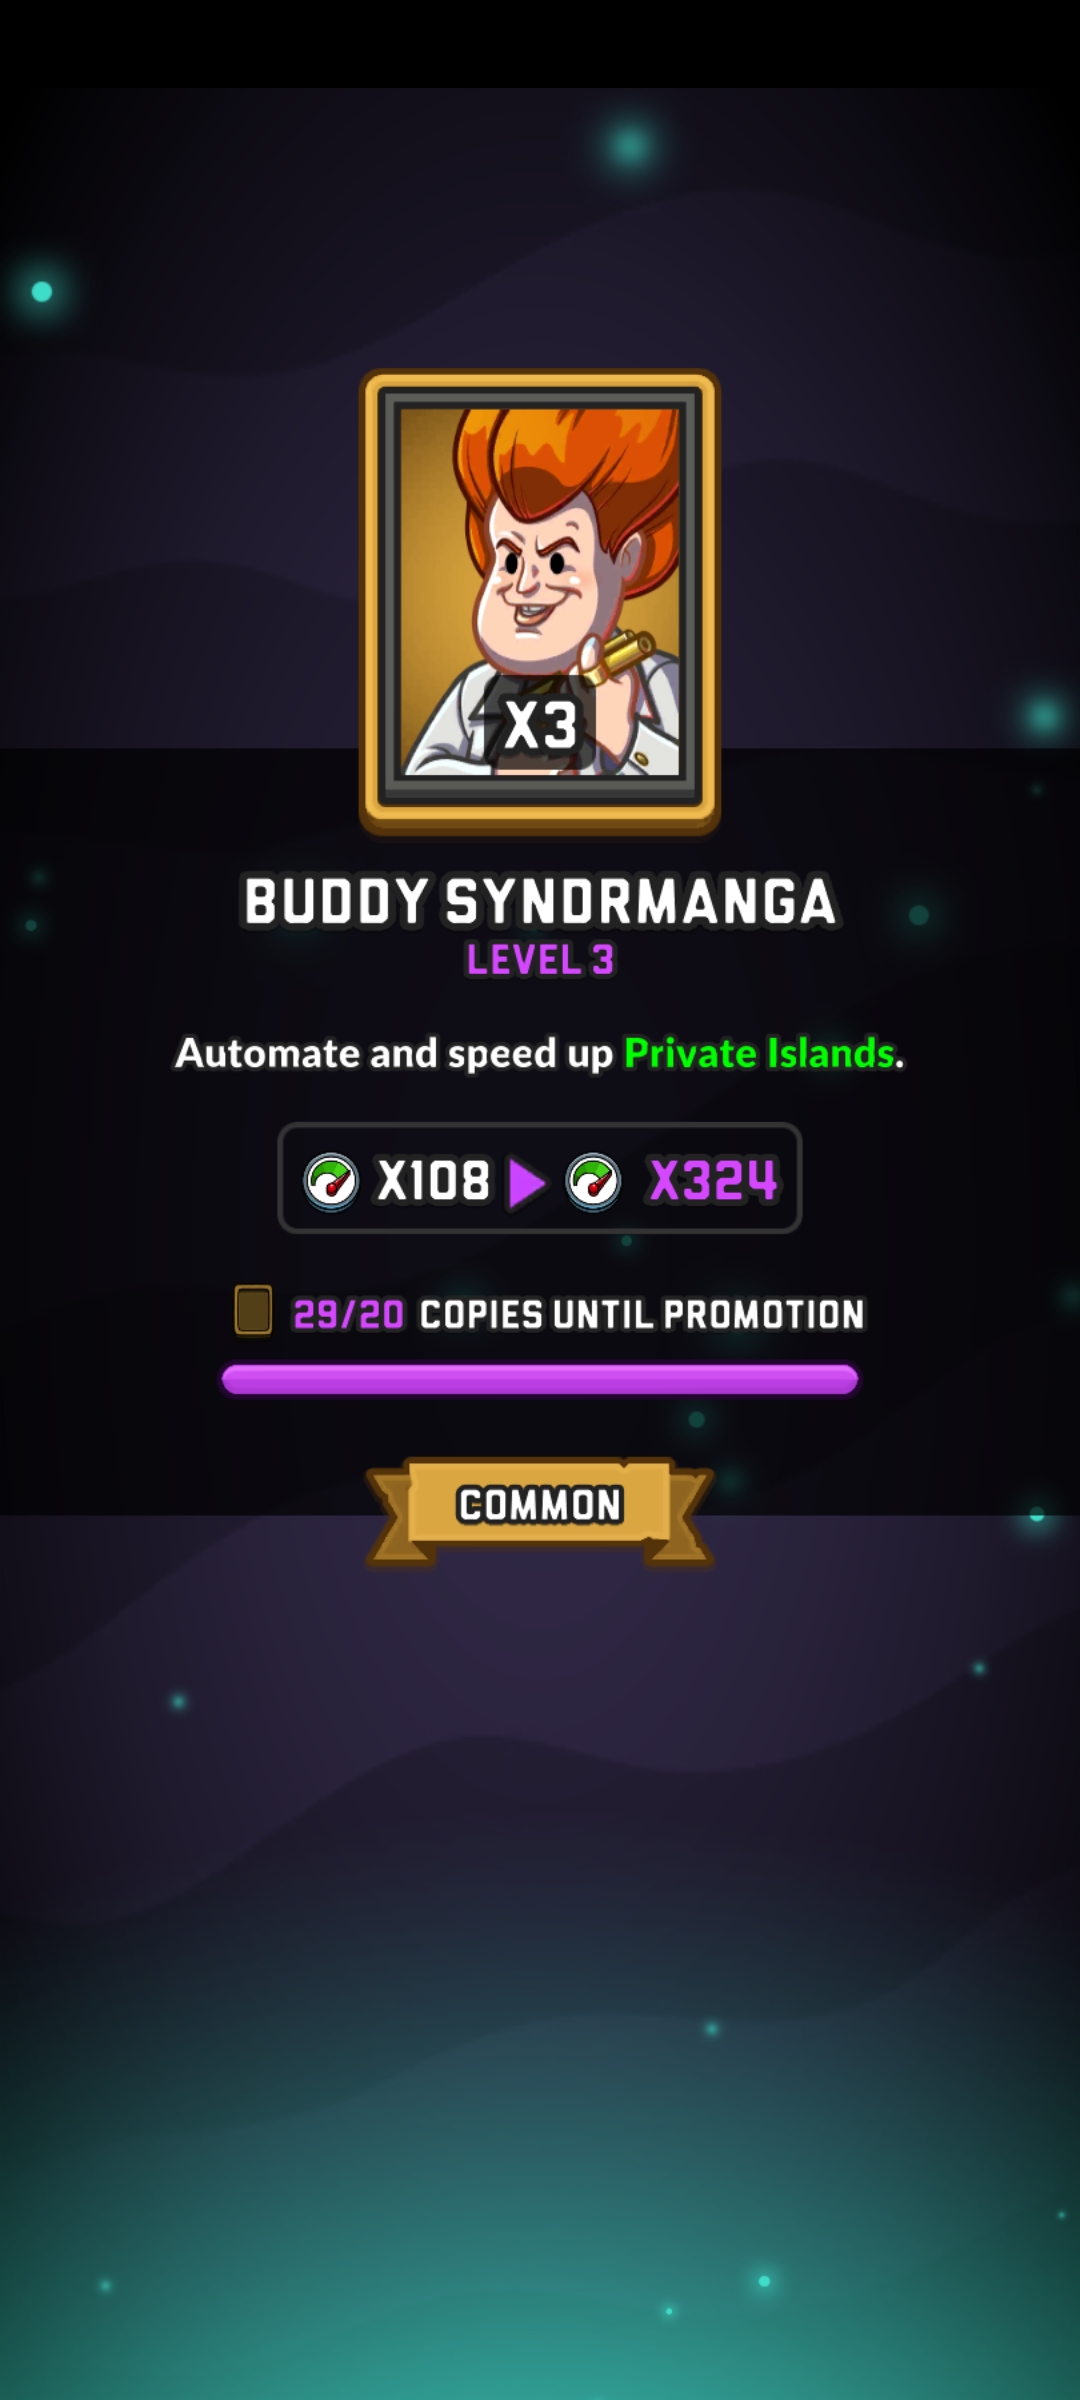 X3
BUDDY SYNDRMANGA
LEVEL 3
Automate and speed up Private Islands.
X108 X324
29/20 COPIES UNTIL PROMOTION
COMMON